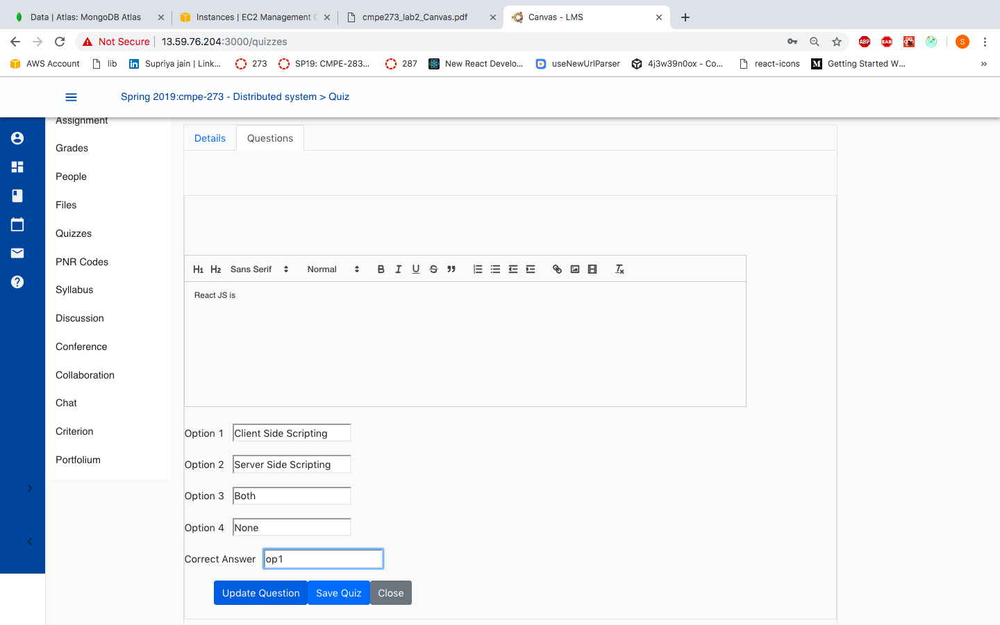 Data | Atlas: MongoDB Atlas
Instances | EC2 Management C
cmpe273_lab2_Canvas.pdf
Canvas - LMS
Not Secure | 13.59.76.204:3000/quizzes
ABP
EAB
S
AWS Account
lib
Supriya jain | Link...
273
SP19: CMPE-283...
287
New React Develo...
useNewUrlParser
4j3w39n0ox - Co...
react-icons
Getting Started W...
»
Spring 2019:cmpe-273 - Distributed system > Quiz
Assignment
Grades
People
Files
Quizzes
PNR Codes
Syllabus
Discussion
Conference
Collaboration
Chat
Criterion
Portfolium
Details
Questions
H1 H2 Sans Serif Normal B I U S
React JS is
Option 1 Client Side Scripting
Option 2 Server Side Scripting
Option 3 Both
Option 4 None
Correct Answer op1
Update Question Save Quiz Close